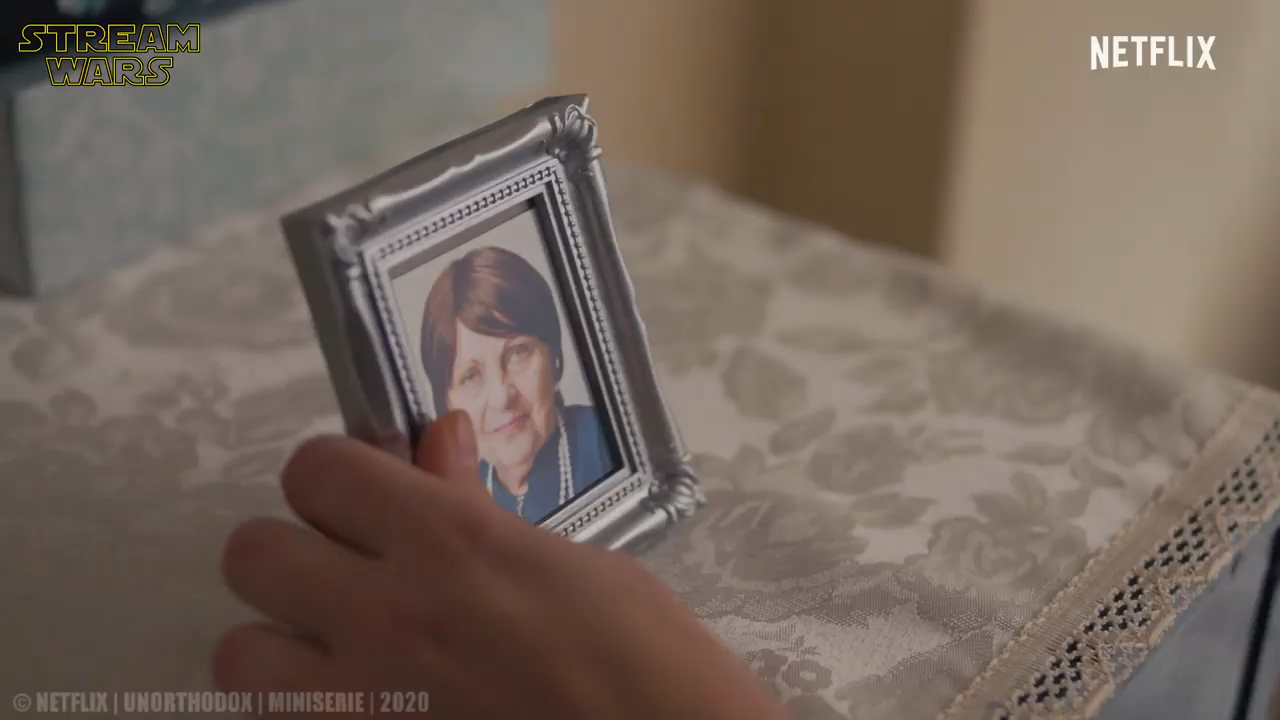 STREAM
WARS
NETFLIX
© NETFLIX | UNORTHODOX | MINISERIE | 2020